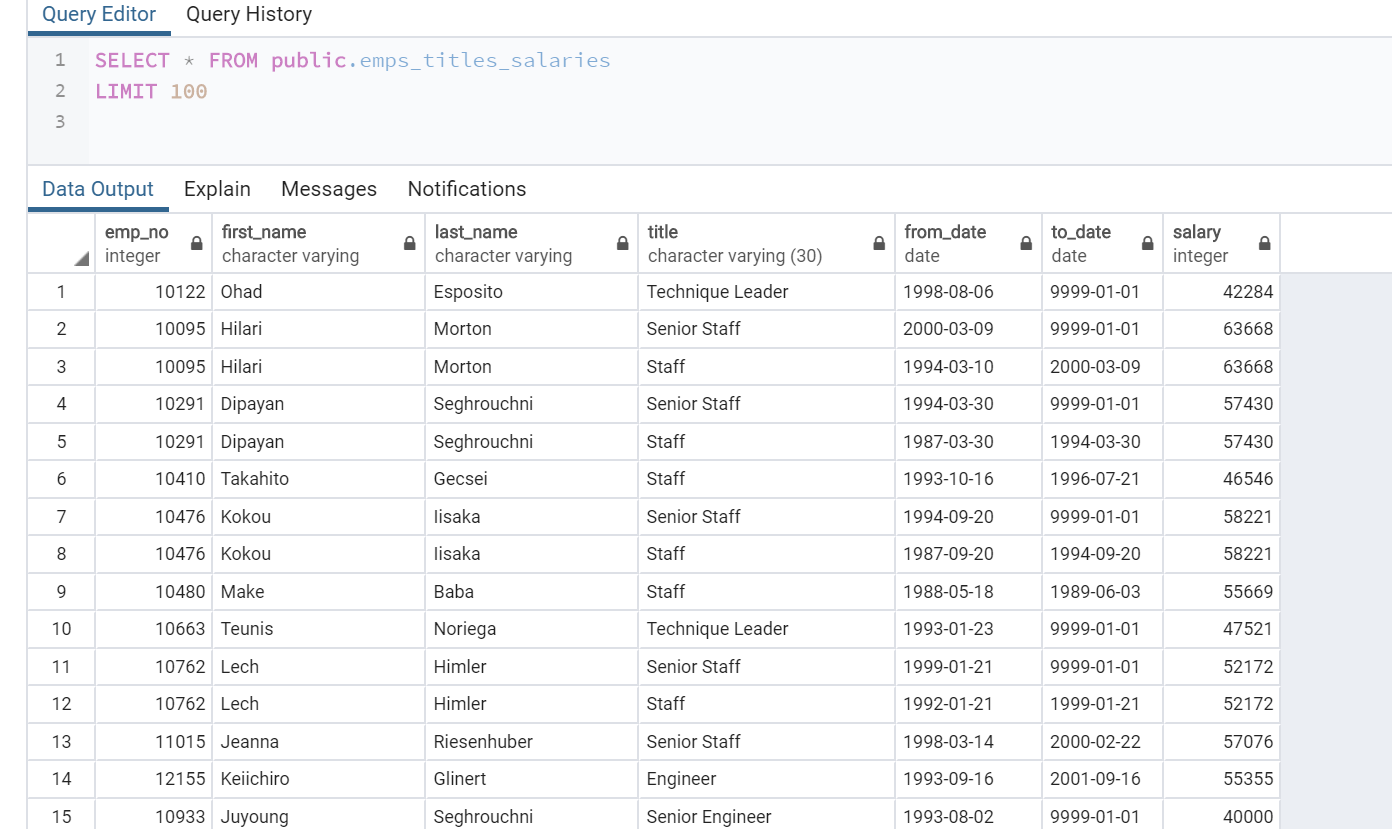 Query Editor Query History
1 SELECT * FROM public.emps_titles_salaries
2 LIMIT 100
3
Data Output Explain Messages Notifications
emp_no first_name last_name title from_date to_date salary
integer character varying character varying character varying (30) date date integer
1 10122 Ohad Esposito Technique Leader 1998-08-06 9999-01-01 42284
2 10095 Hilari Morton Senior Staff 2000-03-09 9999-01-01 63668
3 10095 Hilari Morton Staff 1994-03-10 2000-03-09 63668
4 10291 Dipayan Seghrouchni Senior Staff 1994-03-30 9999-01-01 57430
5 10291 Dipayan Seghrouchni Staff 1987-03-30 1994-03-30 57430
6 10410 Takahito Gecsei Staff 1993-10-16 1996-07-21 46546
7 10476 Kokou Iisaka Senior Staff 1994-09-20 9999-01-01 58221
8 10476 Kokou Iisaka Staff 1987-09-20 1994-09-20 58221
9 10480 Make Baba Staff 1988-05-18 1989-06-03 55669
10 10663 Teunis Noriega Technique Leader 1993-01-23 9999-01-01 47521
11 10762 Lech Himler Senior Staff 1999-01-21 9999-01-01 52172
12 10762 Lech Himler Staff 1992-01-21 1999-01-21 52172
13 11015 Jeanna Riesenhuber Senior Staff 1998-03-14 2000-02-22 57076
14 12155 Keiichiro Glinert Engineer 1993-09-16 2001-09-16 55355
15 10933 Juyoung Seghrouchni Senior Engineer 1993-08-02 9999-01-01 40000